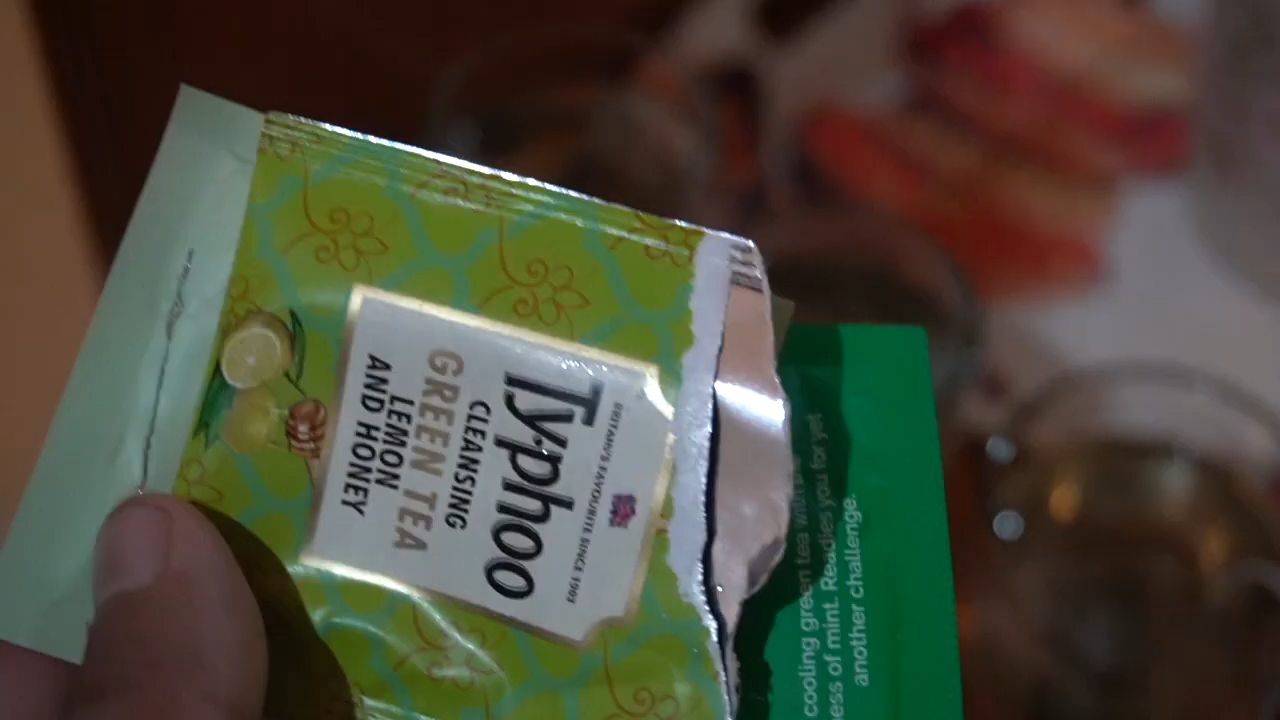 BRITAIN'S FAVOURITE SINCE 1903
Typhoo
CLEANSING
GREEN TEA
LEMON
AND HONEY
cooling green tea with
ness of mint. Readies you for yet
another challenge.